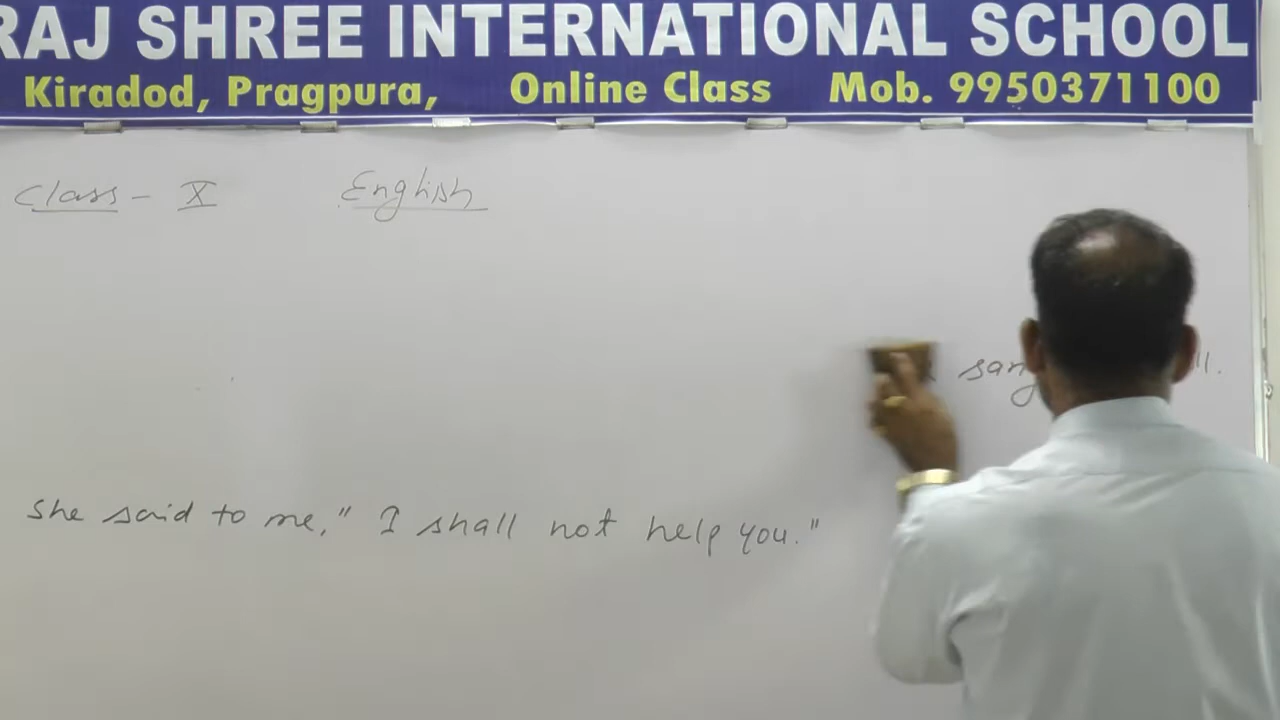 RAJ SHREE INTERNATIONAL SCHOOL
Kiradod, Pragpura, Online Class Mob. 9950371100
Class - X English
She said to me," I shall not help you."